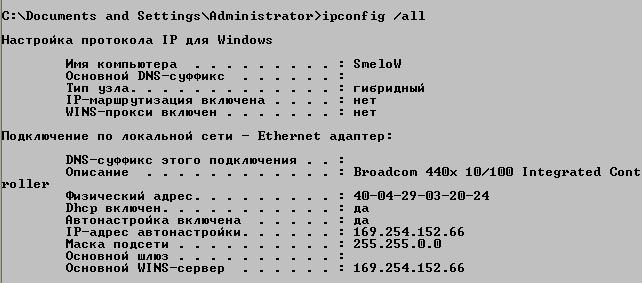 C:\Documents and Settings\Administrator>ipconfig /all
Настройка протокола IP для Windows
Имя компьютера . . . . . . . . . : SmeloW
Основной DNS-суффикс . . . . . . :
Тип узла. . . . . . . . . . . . . : гибридный
IP-маршрутизация включена . . . . : нет
WINS-прокси включен . . . . . . . : нет
Подключение по локальной сети - Ethernet адаптер:
DNS-суффикс этого подключения . . :
Описание . . . . . . . . . . . . : Broadcom 440x 10/100 Integrated Cont
roller
Физический адрес. . . . . . . . . : 40-04-29-03-20-24
Dhcp включен. . . . . . . . . . . : да
Автонастройка включена . . . . . : да
IP-адрес автонастройки. . . . . . : 169.254.152.66
Маска подсети . . . . . . . . . . : 255.255.0.0
Основной шлюз . . . . . . . . . . :
Основной WINS-сервер . . . . . . : 169.254.152.66